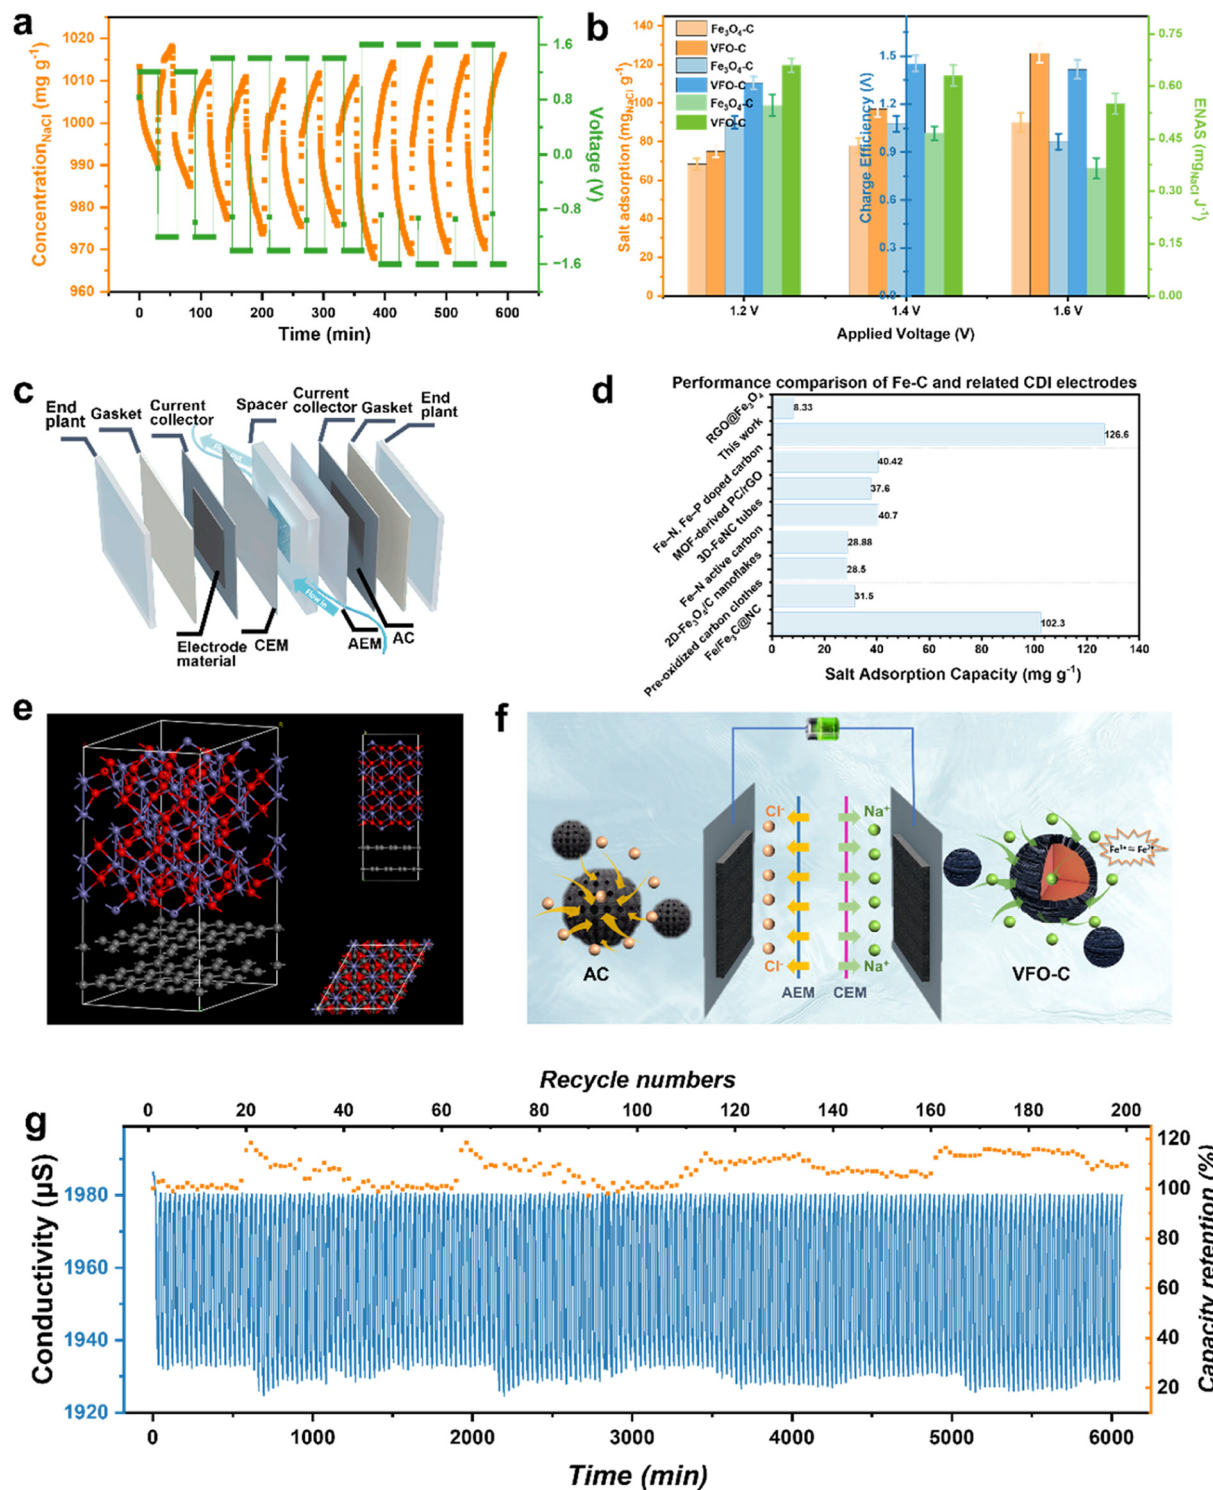 a
1020
1010
1000
990
980
970
960
Concentration_NaCl (mg g⁻¹)
1.6
0.8
0.0
−0.8
−1.6
Voltage (V)
0 100 200 300 400 500 600
Time (min)
b
Fe₃O₄-C
VFO-C
Fe₃O₄-C
VFO-C
Fe₃O₄-C
VFO-C
140
120
100
80
60
40
20
0
Salt adsorption (mg_NaCl g⁻¹)
1.5
1.2
0.9
0.6
0.3
0.0
Charge Efficiency (Λ)
0.75
0.60
0.45
0.30
0.15
0.00
ENAS (mg_NaCl J⁻¹)
1.2 V 1.4 V 1.6 V
Applied Voltage (V)
c
End plant
Gasket
Current collector
Spacer
Current collector
Gasket
End plant
Flow in
Electrode material
CEM
AEM
AC
d
Performance comparison of Fe-C and related CDI electrodes
RGO@Fe₃O₄
8.33
This work
126.6
Fe–N, Fe–P doped carbon
40.42
MOF-derived PC/rGO
37.6
3D-FeNC tubes
40.7
Fe–N active carbon
28.88
2D-Fe₃O₄/C nanoflakes
28.5
Pre-oxidized carbon clothes
31.5
Fe/Fe₃C@NC
102.3
0 20 40 60 80 100 120 140
Salt Adsorption Capacity (mg g⁻¹)
e
f
Cl⁻
Na⁺
Cl⁻
Na⁺
AC
AEM
CEM
VFO-C
g
Recycle numbers
0 20 40 60 80 100 120 140 160 180 200
1980
1960
1940
1920
Conductivity (µS)
120
100
80
60
40
20
Capacity retention (%)
0 1000 2000 3000 4000 5000 6000
Time (min)